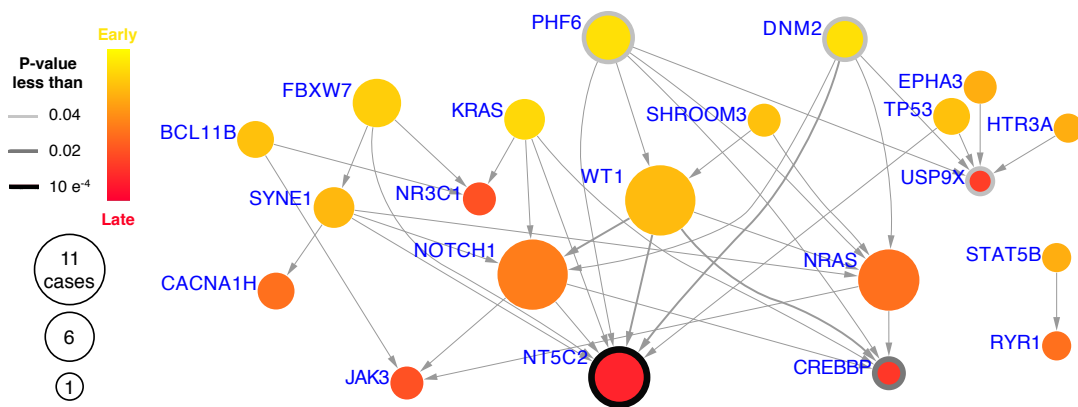 Early
P-value
less than
0.04
0.02
10 e-4
Late
11
cases
6
1
PHF6
DNM2
FBXW7
KRAS
EPHA3
BCL11B
SHROOM3
TP53
HTR3A
SYNE1
NR3C1
WT1
USP9X
NOTCH1
NRAS
STAT5B
CACNA1H
NT5C2
CREBBP
RYR1
JAK3